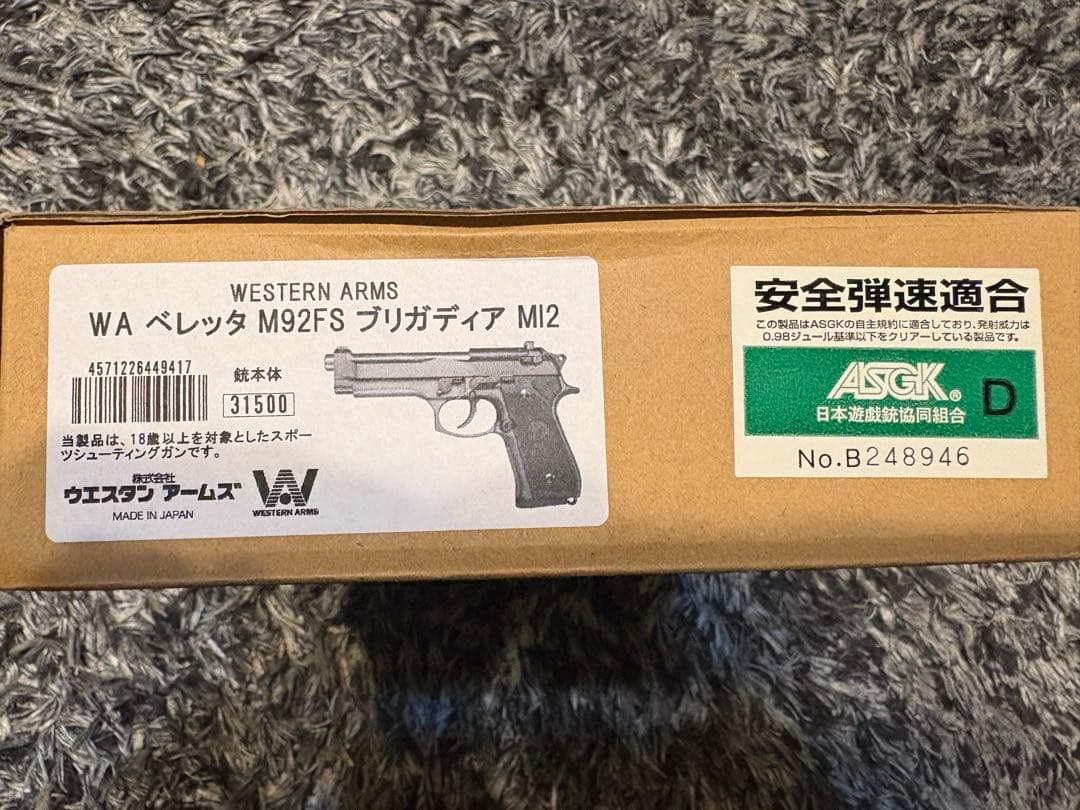 WESTERN ARMS
WA ベレッタ M92FS ブリガディア MI2
4571226449417
銃本体
31500
当製品は、18歳以上を対象としたスポー
ツシューティングガンです。
株式会社
ウエスタン アームズ
MADE IN JAPAN
WA
WESTERN ARMS
安全弾速適合
この製品はASGKの自主規約に適合しており、発射威力は
0.98ジュール基準以下をクリアーしている製品です。
ASGK®
日本遊戯銃協同組合
D
No.B248946